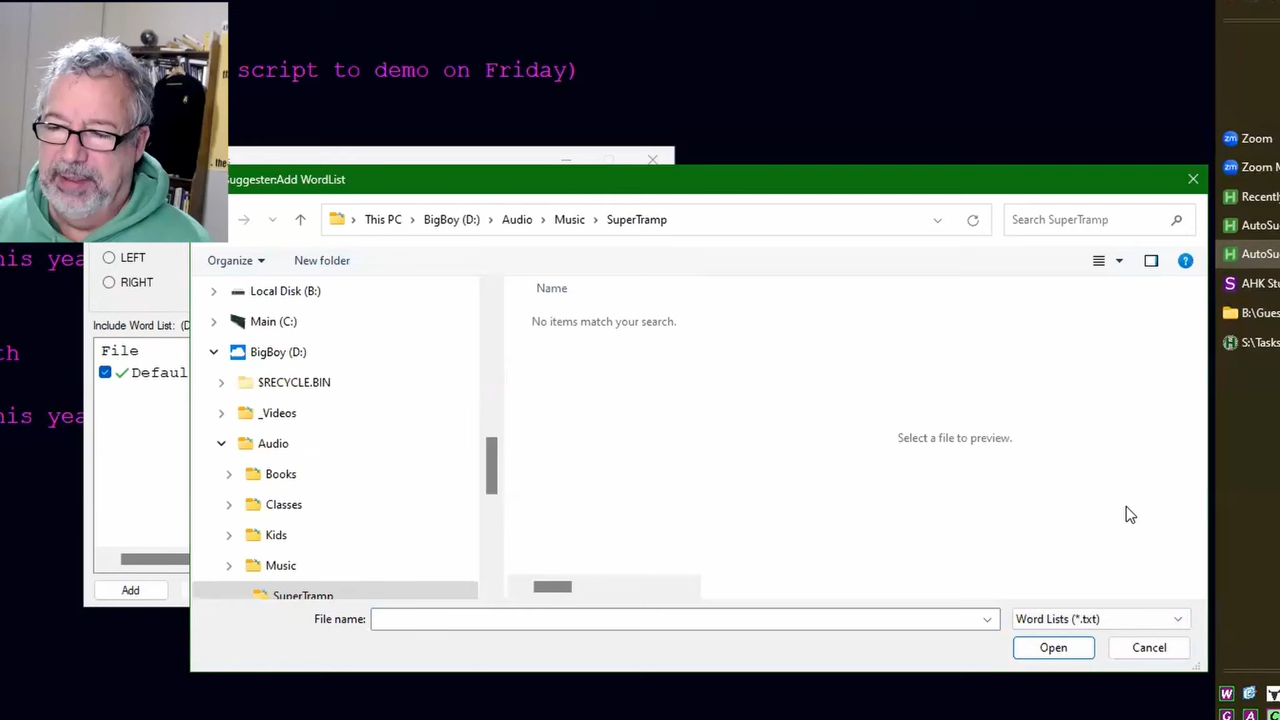 script to demo on Friday)
uggester:Add WordList
This PC > BigBoy (D:) > Audio > Music > SuperTramp
Search SuperTramp
Organize
New folder
Name
No items match your search.
Select a file to preview.
Local Disk (B:)
Main (C:)
BigBoy (D:)
$RECYCLE.BIN
_Videos
Audio
Books
Classes
Kids
Music
SuperTramp
File name:
Word Lists (*.txt)
Open
Cancel
his yea
LEFT
RIGHT
Include Word List: (D
th
File
Defaul
his yea
Add
Zoom
Zoom M
Recently
AutoSu
AutoSu
AHK Stu
B:\Gues
S:\Tasks